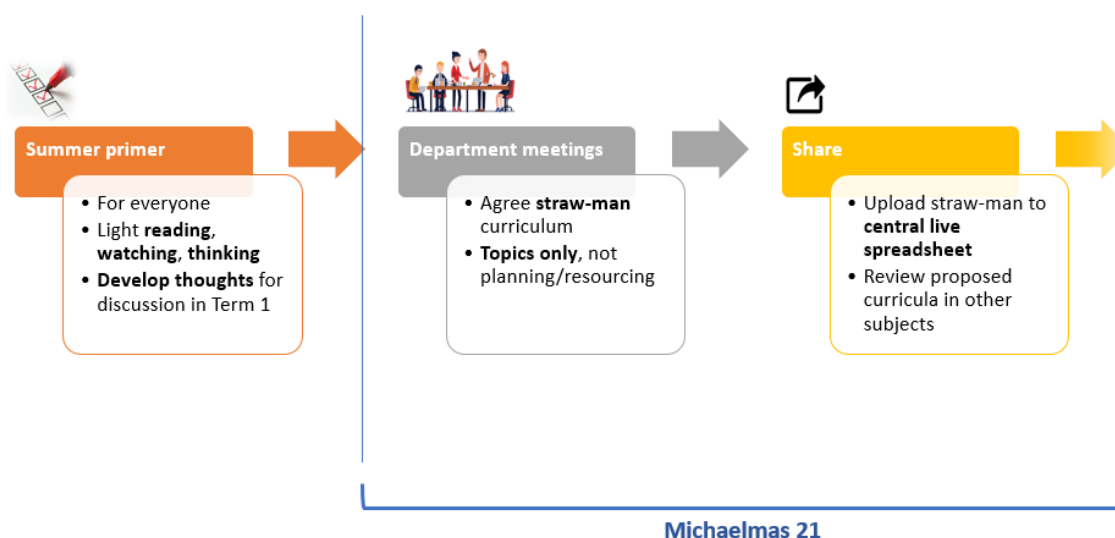 Summer primer
• For everyone
• Light reading,
watching, thinking
• Develop thoughts for
discussion in Term 1
Department meetings
• Agree straw-man
curriculum
• Topics only, not
planning/resourcing
Share
• Upload straw-man to
central live
spreadsheet
• Review proposed
curricula in other
subjects
Michaelmas 21